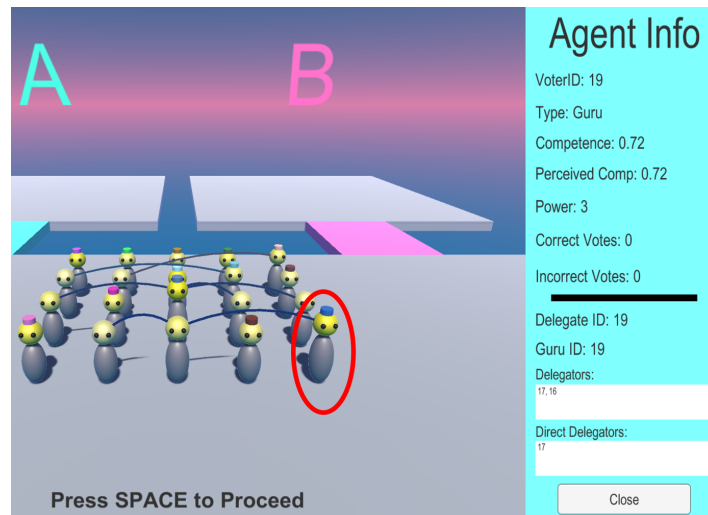 A B
Agent Info
VoterID: 19
Type: Guru
Competence: 0.72
Perceived Comp: 0.72
Power: 3
Correct Votes: 0
Incorrect Votes: 0
Delegate ID: 19
Guru ID: 19
Delegators:
17, 16
Direct Delegators:
17
Close
Press SPACE to Proceed